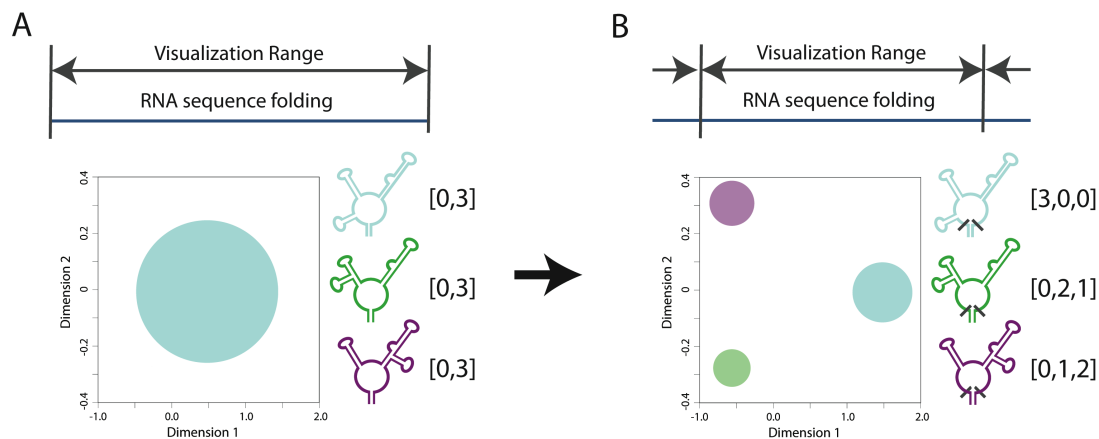 A
Visualization Range
RNA sequence folding
0.4
0.2
0
-0.2
-0.4
Dimension 2
-1.0 0.0 1.0 2.0
Dimension 1
[0,3]
[0,3]
[0,3]
B
Visualization Range
RNA sequence folding
0.4
0.2
0
-0.2
-0.4
Dimension 2
-1.0 0.0 1.0 2.0
Dimension 1
[3,0,0]
[0,2,1]
[0,1,2]